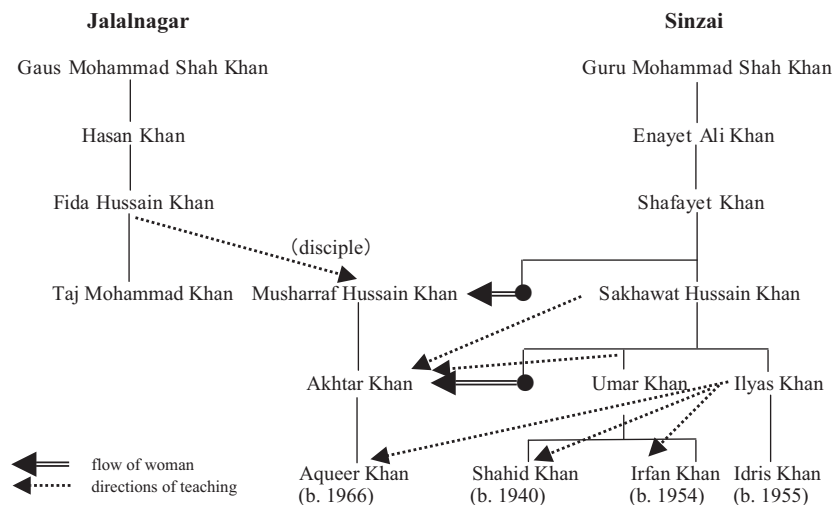 Jalalnagar
Sinzai
Gaus Mohammad Shah Khan
Guru Mohammad Shah Khan
Hasan Khan
Enayet Ali Khan
Fida Hussain Khan
Shafayet Khan
(disciple)
Taj Mohammad Khan
Musharraf Hussain Khan
Sakhawat Hussain Khan
Akhtar Khan
Umar Khan
Ilyas Khan
flow of woman
directions of teaching
Aqueer Khan
(b. 1966)
Shahid Khan
(b. 1940)
Irfan Khan
(b. 1954)
Idris Khan
(b. 1955)